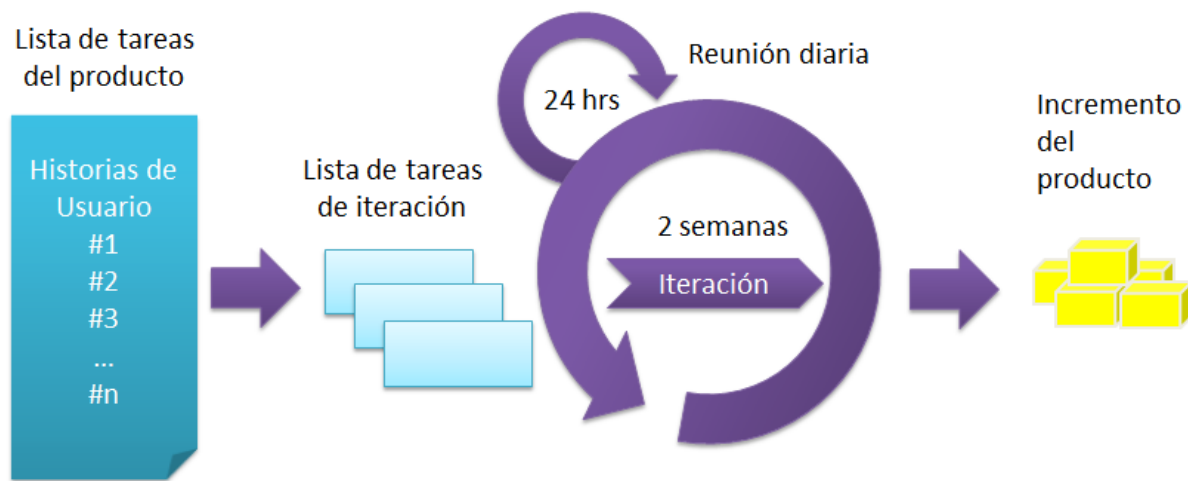 Lista de tareas
del producto
Historias de
Usuario
#1
#2
#3
...
#n
Lista de tareas
de iteración
24 hrs
Reunión diaria
2 semanas
Iteración
Incremento
del
producto